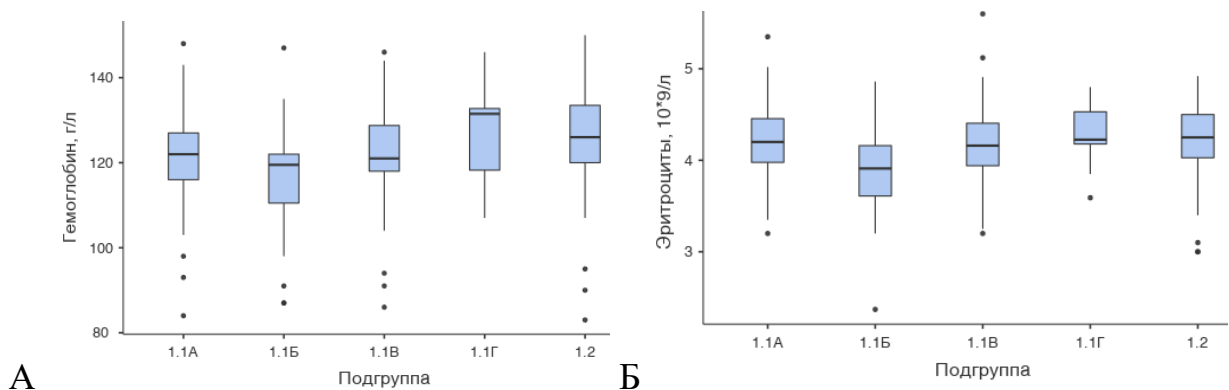 Гемоглобин, г/л
140
120
100
80
1.1А 1.1Б 1.1В 1.1Г 1.2
Подгруппа
А
Эритроциты, 10*9/л
5
4
3
1.1А 1.1Б 1.1В 1.1Г 1.2
Подгруппа
Б